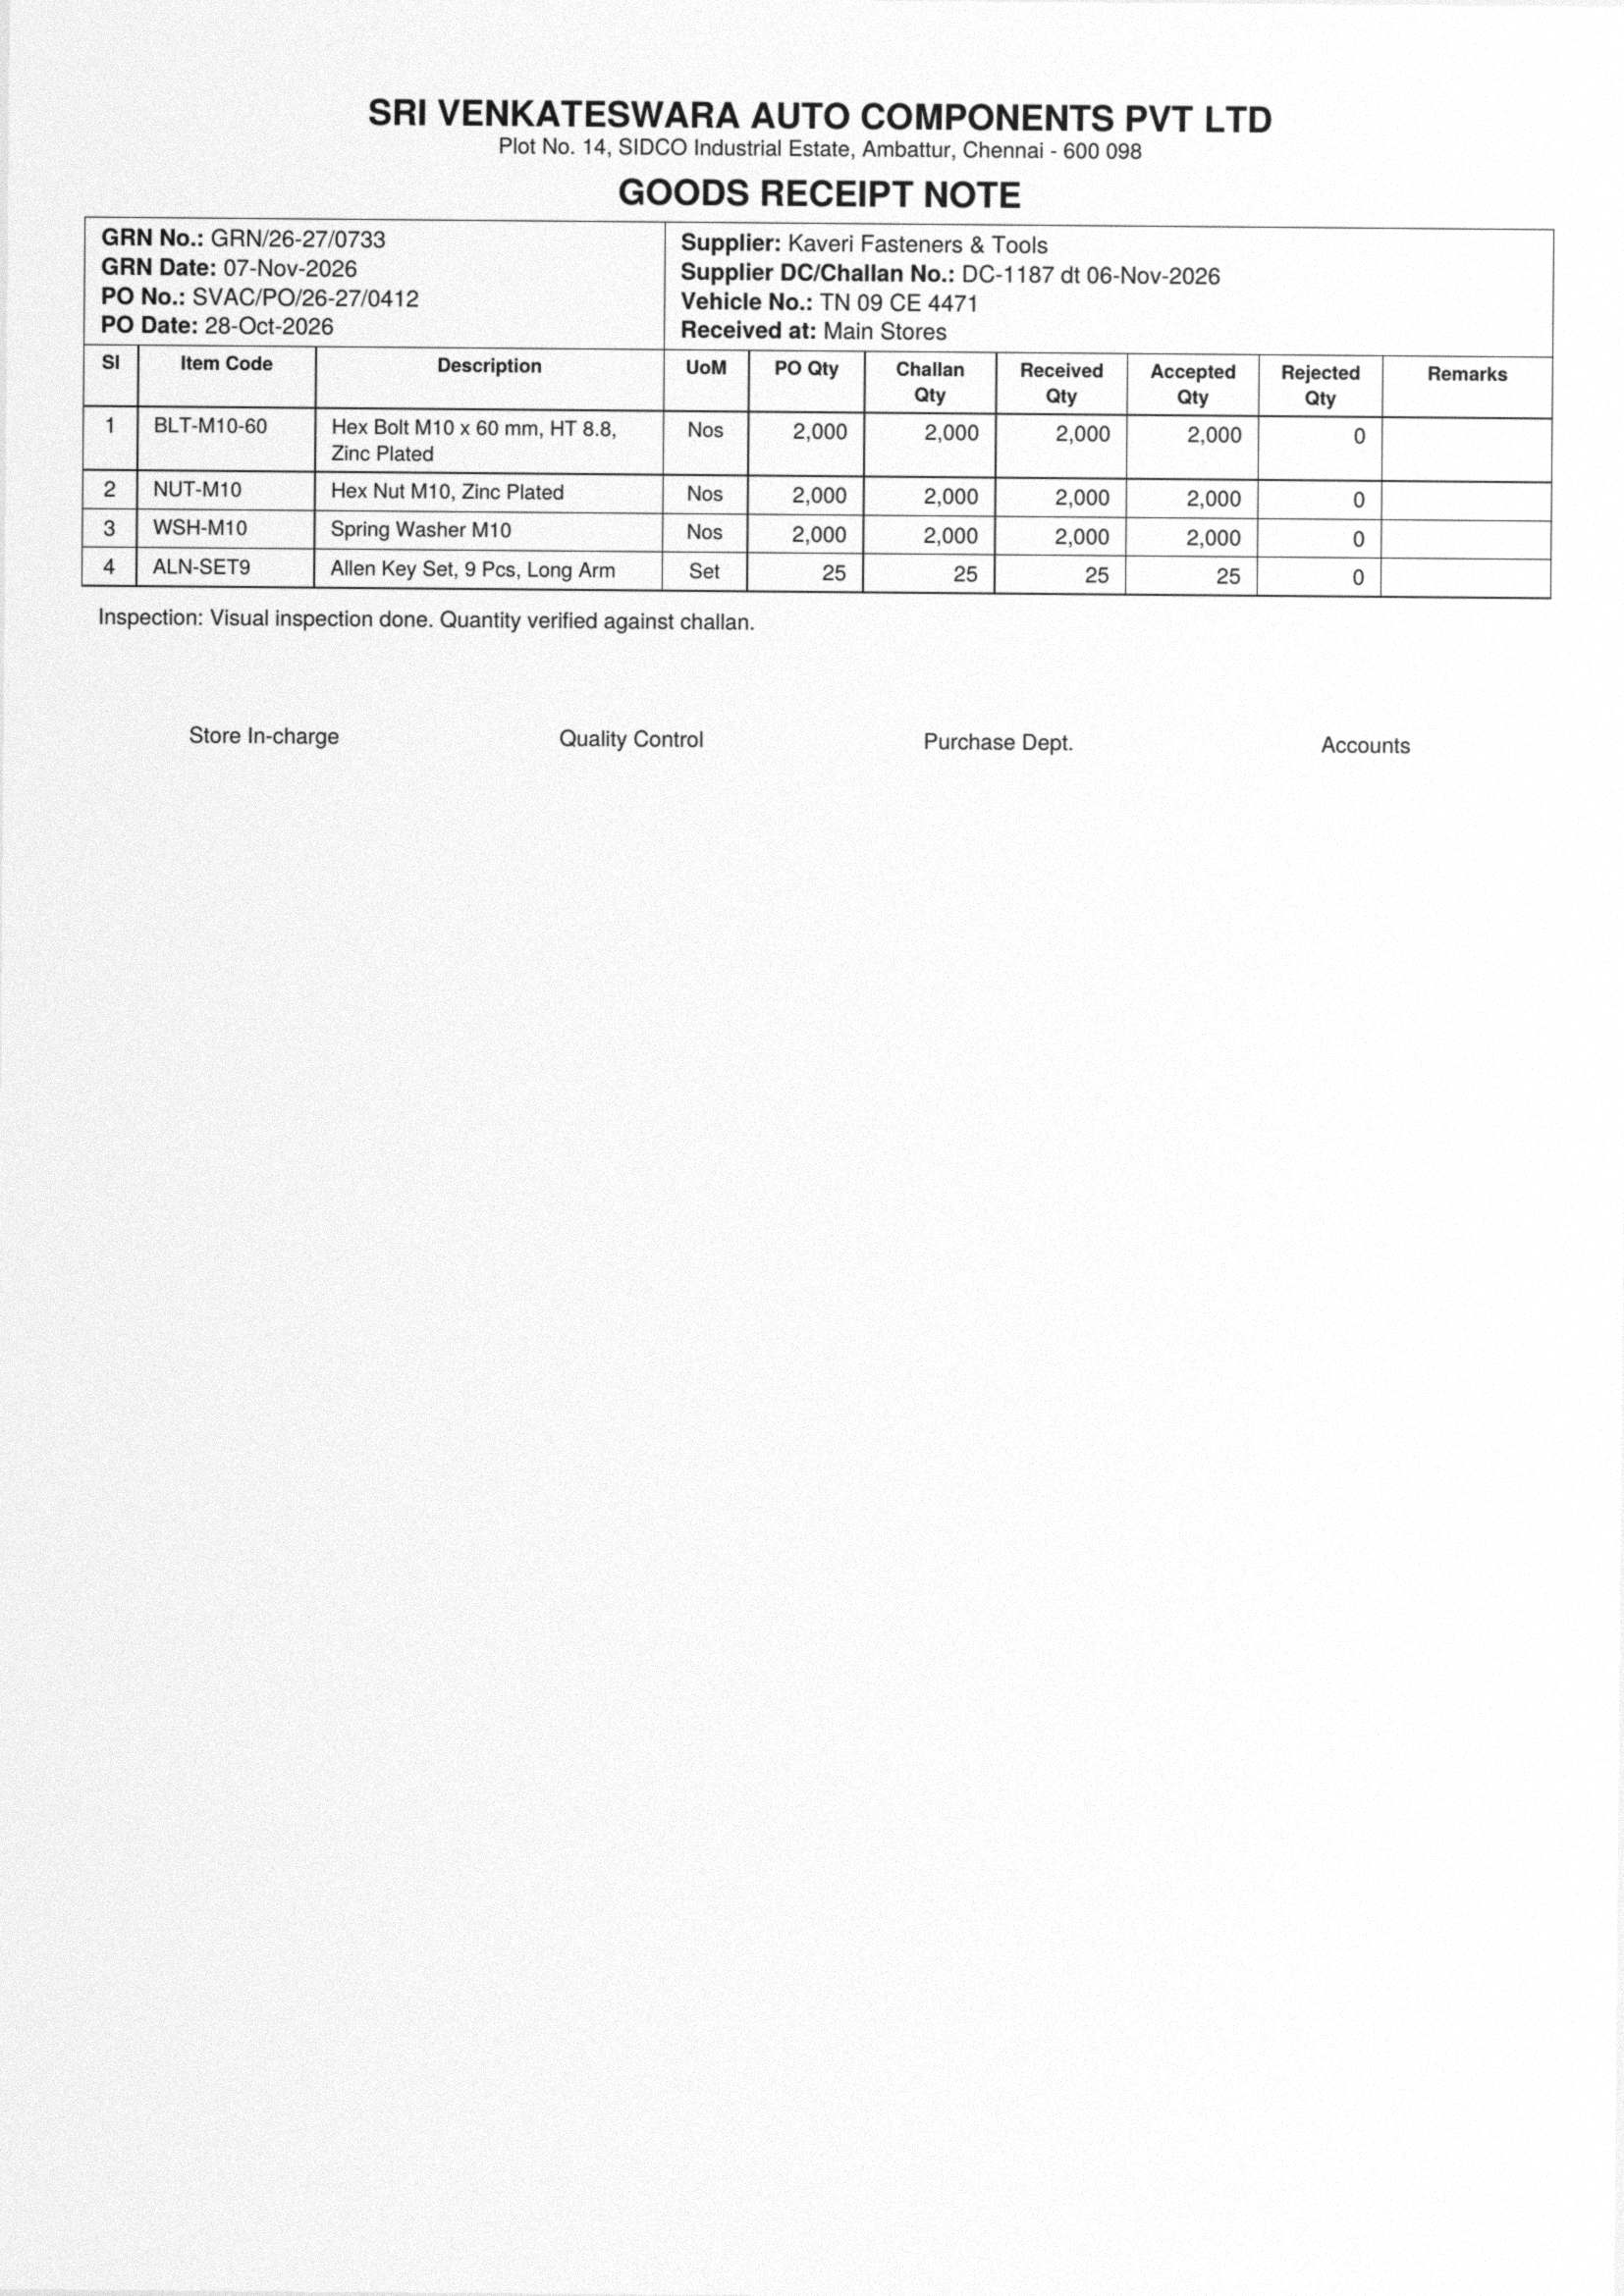 SRI VENKATESWARA AUTO COMPONENTS PVT LTD
Plot No. 14, SIDCO Industrial Estate, Ambattur, Chennai - 600 098
GOODS RECEIPT NOTE
GRN No.: GRN/26-27/0733
GRN Date: 07-Nov-2026
PO No.: SVAC/PO/26-27/0412
PO Date: 28-Oct-2026
Supplier: Kaveri Fasteners & Tools
Supplier DC/Challan No.: DC-1187 dt 06-Nov-2026
Vehicle No.: TN 09 CE 4471
Received at: Main Stores
Sl Item Code Description UoM PO Qty Challan Qty Received Qty Accepted Qty Rejected Qty Remarks
1 BLT-M10-60 Hex Bolt M10 x 60 mm, HT 8.8, Zinc Plated Nos 2,000 2,000 2,000 2,000 0
2 NUT-M10 Hex Nut M10, Zinc Plated Nos 2,000 2,000 2,000 2,000 0
3 WSH-M10 Spring Washer M10 Nos 2,000 2,000 2,000 2,000 0
4 ALN-SET9 Allen Key Set, 9 Pcs, Long Arm Set 25 25 25 25 0
Inspection: Visual inspection done. Quantity verified against challan.
Store In-charge Quality Control Purchase Dept. Accounts